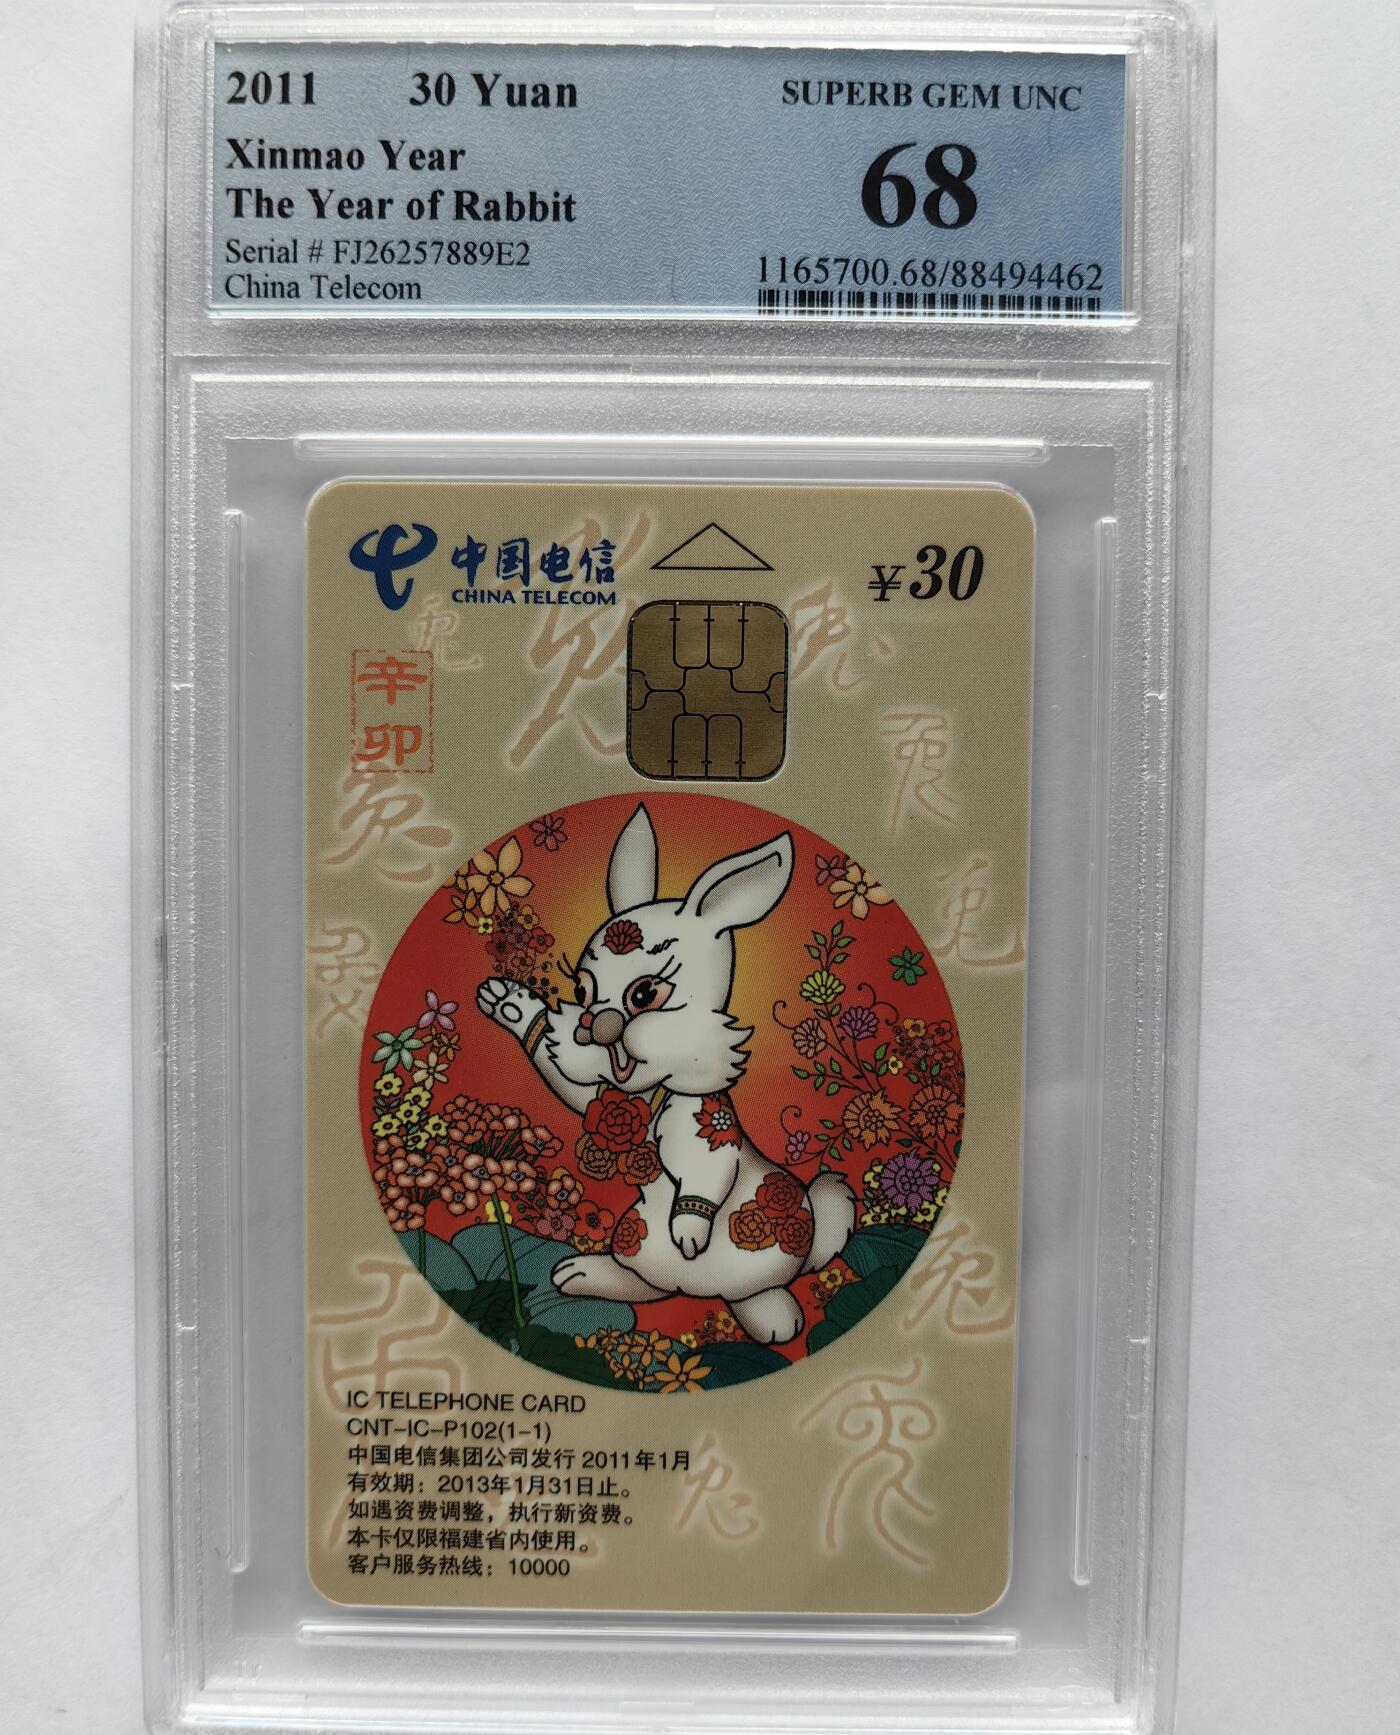 2011 30 Yuan
SUPERB GEM UNC
Xinmao Year
68
The Year of Rabbit
Serial # FJ26257889E2
1165700.68/88494462
China Telecom
中国电信
CHINA TELECOM
¥30
辛
卯
IC TELEPHONE CARD
CNT-IC-P102(1-1)
中国电信集团公司发行 2011年1月
有效期：2013年1月31日止。
如遇资费调整，执行新资费。
本卡仅限福建省内使用。
客户服务热线：10000